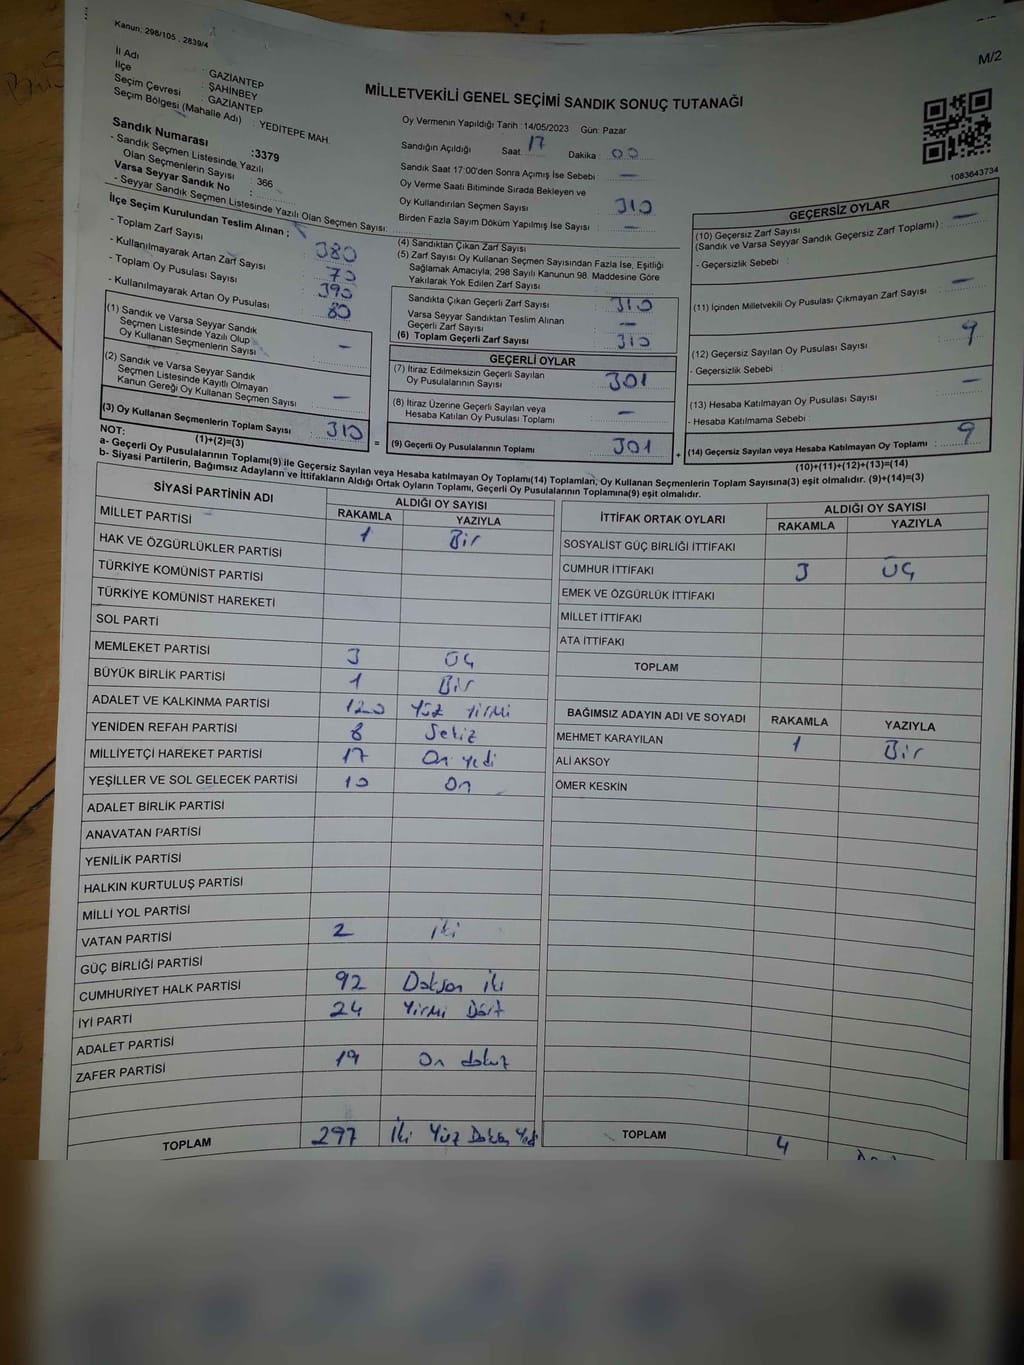 Kanun: 298/105 , 2839/4
M/2
İl Adı : GAZİANTEP
İlçe : ŞAHİNBEY
Seçim Çevresi : GAZİANTEP
Seçim Bölgesi (Mahalle Adı) : YEDİTEPE MAH.
MİLLETVEKİLİ GENEL SEÇİMİ SANDIK SONUÇ TUTANAĞI
Sandık Numarası :3379
- Sandık Seçmen Listesinde Yazılı
Olan Seçmenlerin Sayısı : 366
Varsa Seyyar Sandık No :
- Seyyar Sandık Seçmen Listesinde Yazılı Olan Seçmen Sayısı:
Oy Vermenin Yapıldığı Tarih :14/05/2023 Gün: Pazar
Sandığın Açıldığı Saat 17 Dakika : 00
Sandık Saat 17:00'den Sonra Açımış İse Sebebi : —
Oy Verme Saati Bitiminde Sırada Bekleyen ve
Oy Kullandırılan Seçmen Sayısı : 310
Birden Fazla Sayım Döküm Yapılmış İse Sayısı : —
1083643734
İlçe Seçim Kurulundan Teslim Alınan ;
- Toplam Zarf Sayısı : 380
- Kullanılmayarak Artan Zarf Sayısı : 70
- Toplam Oy Pusulası Sayısı : 390
- Kullanılmayarak Artan Oy Pusulası : 80
(1) Sandık ve Varsa Seyyar Sandık
Seçmen Listesinde Yazılı Olup
Oy Kullanan Seçmenlerin Sayısı : —
(2) Sandık ve Varsa Seyyar Sandık
Seçmen Listesinde Kayıtlı Olmayan
Kanun Gereği Oy Kullanan Seçmen Sayısı : —
(3) Oy Kullanan Seçmenlerin Toplam Sayısı : 310
(1)+(2)=(3)
(4) Sandıktan Çıkan Zarf Sayısı
(5) Zarf Sayısı Oy Kullanan Seçmen Sayısından Fazla İse, Eşitliği
Sağlamak Amacıyla, 298 Sayılı Kanunun 98. Maddesine Göre
Yakılarak Yok Edilen Zarf Sayısı :
Sandıkta Çıkan Geçerli Zarf Sayısı : 310
Varsa Seyyar Sandıktan Teslim Alınan
Geçerli Zarf Sayısı : —
(6) Toplam Geçerli Zarf Sayısı : 310
GEÇERLİ OYLAR
(7) İtiraz Edilmeksizin Geçerli Sayılan
Oy Pusulalarının Sayısı : 301
(8) İtiraz Üzerine Geçerli Sayılan veya
Hesaba Katılan Oy Pusulası Toplamı : —
= (9) Geçerli Oy Pusulalarının Toplamı : 301 +
GEÇERSİZ OYLAR
(10) Geçersiz Zarf Sayısı
(Sandık ve Varsa Seyyar Sandık Geçersiz Zarf Toplamı) : —
- Geçersizlik Sebebi :
(11) İçinden Milletvekili Oy Pusulası Çıkmayan Zarf Sayısı : —
(12) Geçersiz Sayılan Oy Pusulası Sayısı : 9
- Geçersizlik Sebebi :
(13) Hesaba Katılmayan Oy Pusulası Sayısı : —
- Hesaba Katılmama Sebebi :
(14) Geçersiz Sayılan veya Hesaba Katılmayan Oy Toplamı : 9
(10)+(11)+(12)+(13)=(14)
NOT:
a- Geçerli Oy Pusulalarının Toplamı(9) ile Geçersiz Sayılan veya Hesaba katılmayan Oy Toplamı(14) Toplamları, Oy Kullanan Seçmenlerin Toplam Sayısına(3) eşit olmalıdır. (9)+(14)=(3)
b- Siyasi Partilerin, Bağımsız Adayların ve İttifakların Aldığı Ortak Oyların Toplamı, Geçerli Oy Pusulalarının Toplamına(9) eşit olmalıdır.
SİYASİ PARTİNİN ADI ALDIĞI OY SAYISI
RAKAMLA YAZIYLA
MİLLET PARTİSİ 1 Bir
HAK VE ÖZGÜRLÜKLER PARTİSİ
TÜRKİYE KOMÜNİST PARTİSİ
TÜRKİYE KOMÜNİST HAREKETİ
SOL PARTİ
MEMLEKET PARTİSİ 3 Üç
BÜYÜK BİRLİK PARTİSİ 1 Bir
ADALET VE KALKINMA PARTİSİ 120 Yüz Yirmi
YENİDEN REFAH PARTİSİ 8 Sekiz
MİLLİYETÇİ HAREKET PARTİSİ 17 On Yedi
YEŞİLLER VE SOL GELECEK PARTİSİ 10 On
ADALET BİRLİK PARTİSİ
ANAVATAN PARTİSİ
YENİLİK PARTİSİ
HALKIN KURTULUŞ PARTİSİ
MİLLİ YOL PARTİSİ
VATAN PARTİSİ 2 İki
GÜÇ BİRLİĞİ PARTİSİ
CUMHURİYET HALK PARTİSİ 92 Doksan iki
İYİ PARTİ 24 Yirmi Dört
ADALET PARTİSİ
ZAFER PARTİSİ 19 On dokuz
TOPLAM 297 İki Yüz Doksan Yedi
İTTİFAK ORTAK OYLARI ALDIĞI OY SAYISI
RAKAMLA YAZIYLA
SOSYALİST GÜÇ BİRLİĞİ İTTİFAKI
CUMHUR İTTİFAKI 3 ÜÇ
EMEK VE ÖZGÜRLÜK İTTİFAKI
MİLLET İTTİFAKI
ATA İTTİFAKI
TOPLAM
BAĞIMSIZ ADAYIN ADI VE SOYADI RAKAMLA YAZIYLA
MEHMET KARAYILAN 1 Bir
ALİ AKSOY
ÖMER KESKİN
TOPLAM 4